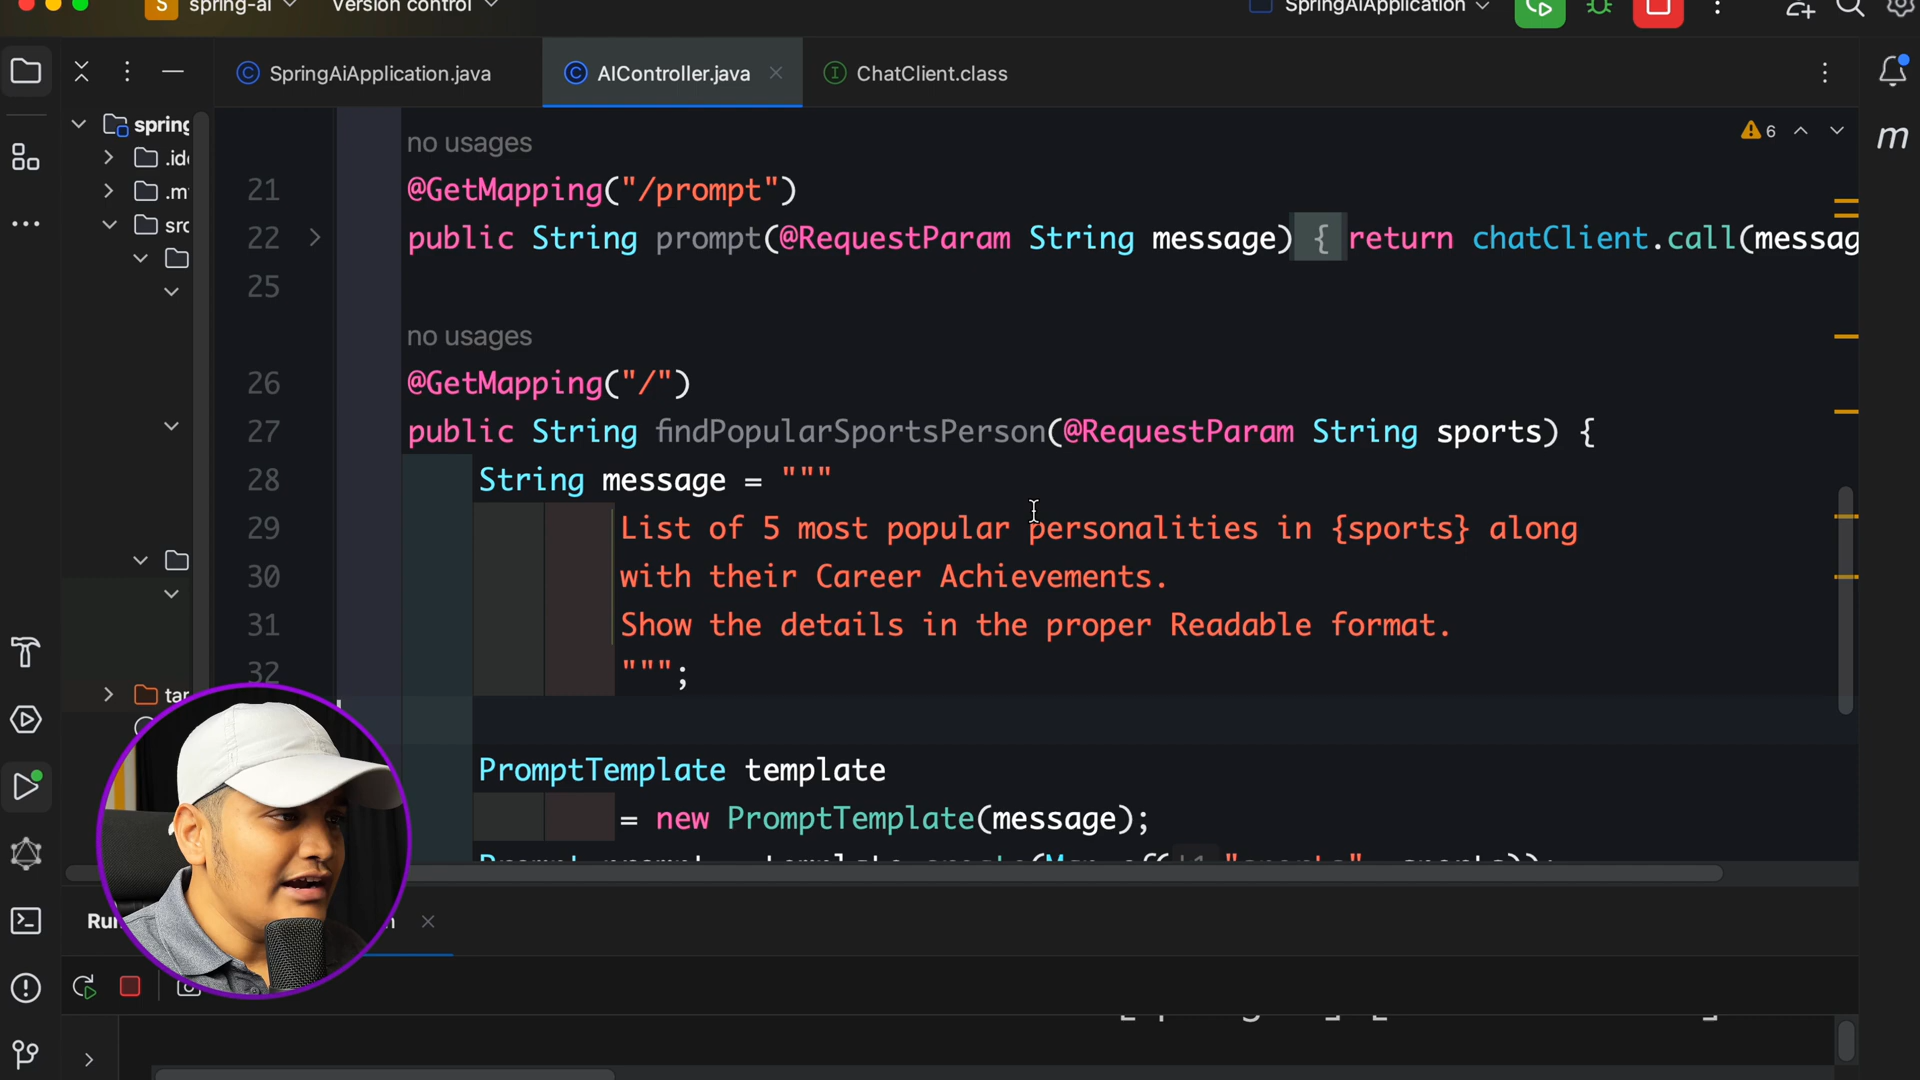 S spring-ai Version control SpringAiApplication
SpringAiApplication.java AIController.java ChatClient.class
spring
.ide
.m
src
tar
6
no usages
21 @GetMapping("/prompt")
22 public String prompt(@RequestParam String message) { return chatClient.call(messag
25
no usages
26 @GetMapping("/")
27 public String findPopularSportsPerson(@RequestParam String sports) {
28 String message = """
29 List of 5 most popular personalities in {sports} along
30 with their Career Achievements.
31 Show the details in the proper Readable format.
32 """;
PromptTemplate template
= new PromptTemplate(message);
Run
m